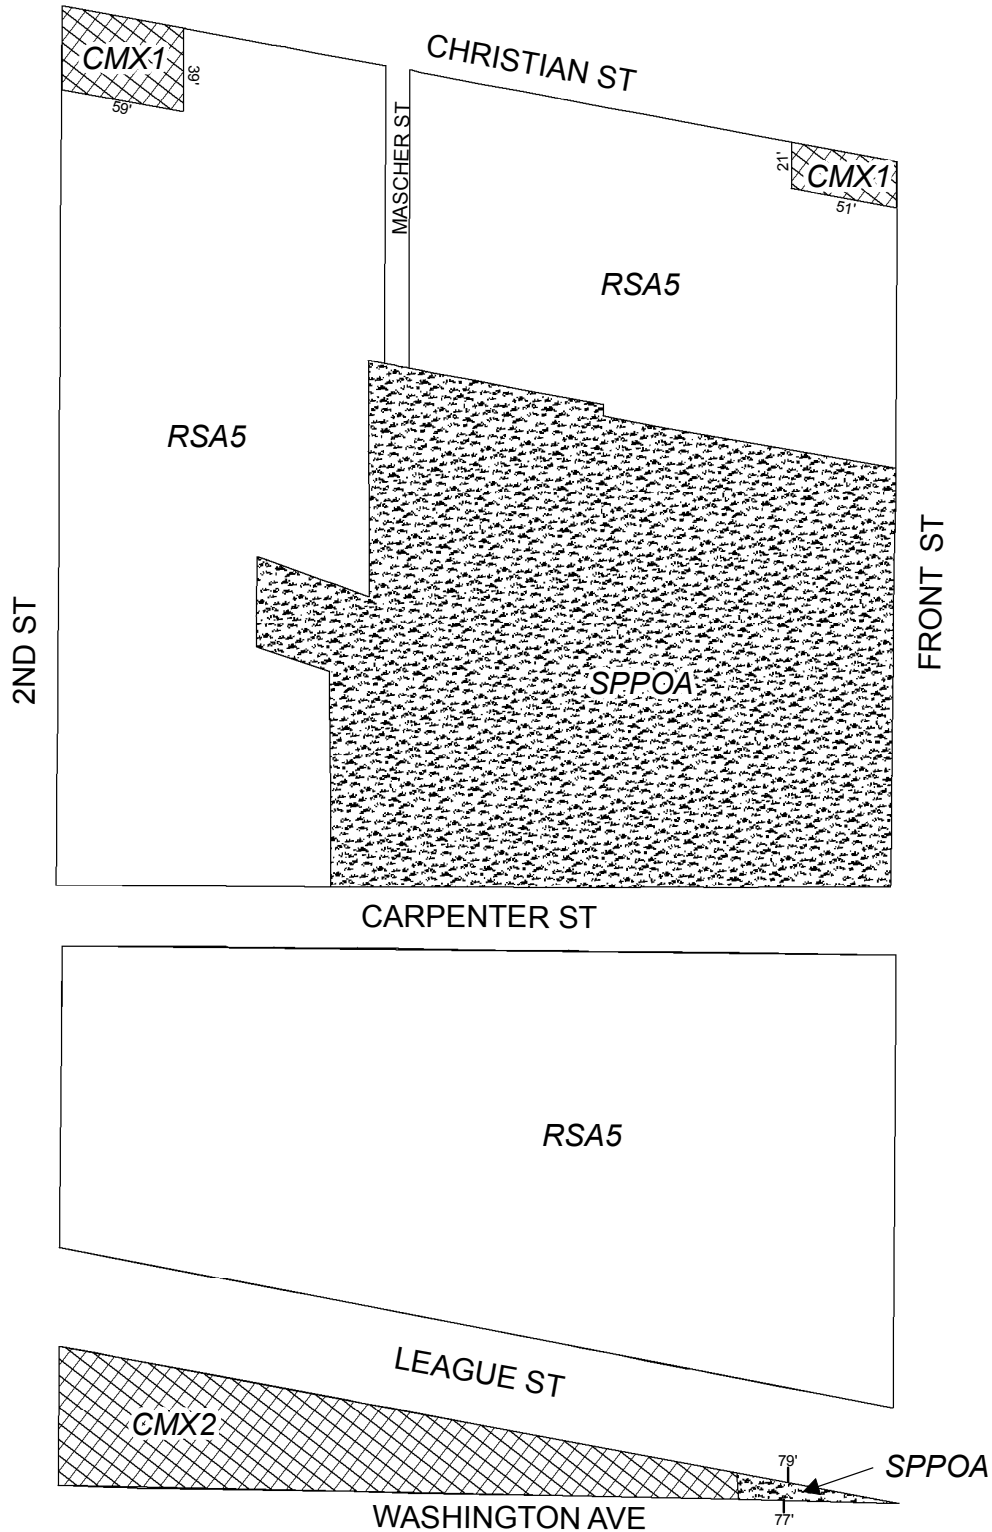 CHRISTIAN ST
CMX1
39'
59'
MASCHER ST
21'
CMX1
51'
RSA5
RSA5
2ND ST
FRONT ST
SPPOA
CARPENTER ST
RSA5
LEAGUE ST
CMX2
79'
SPPOA
77'
WASHINGTON AVE